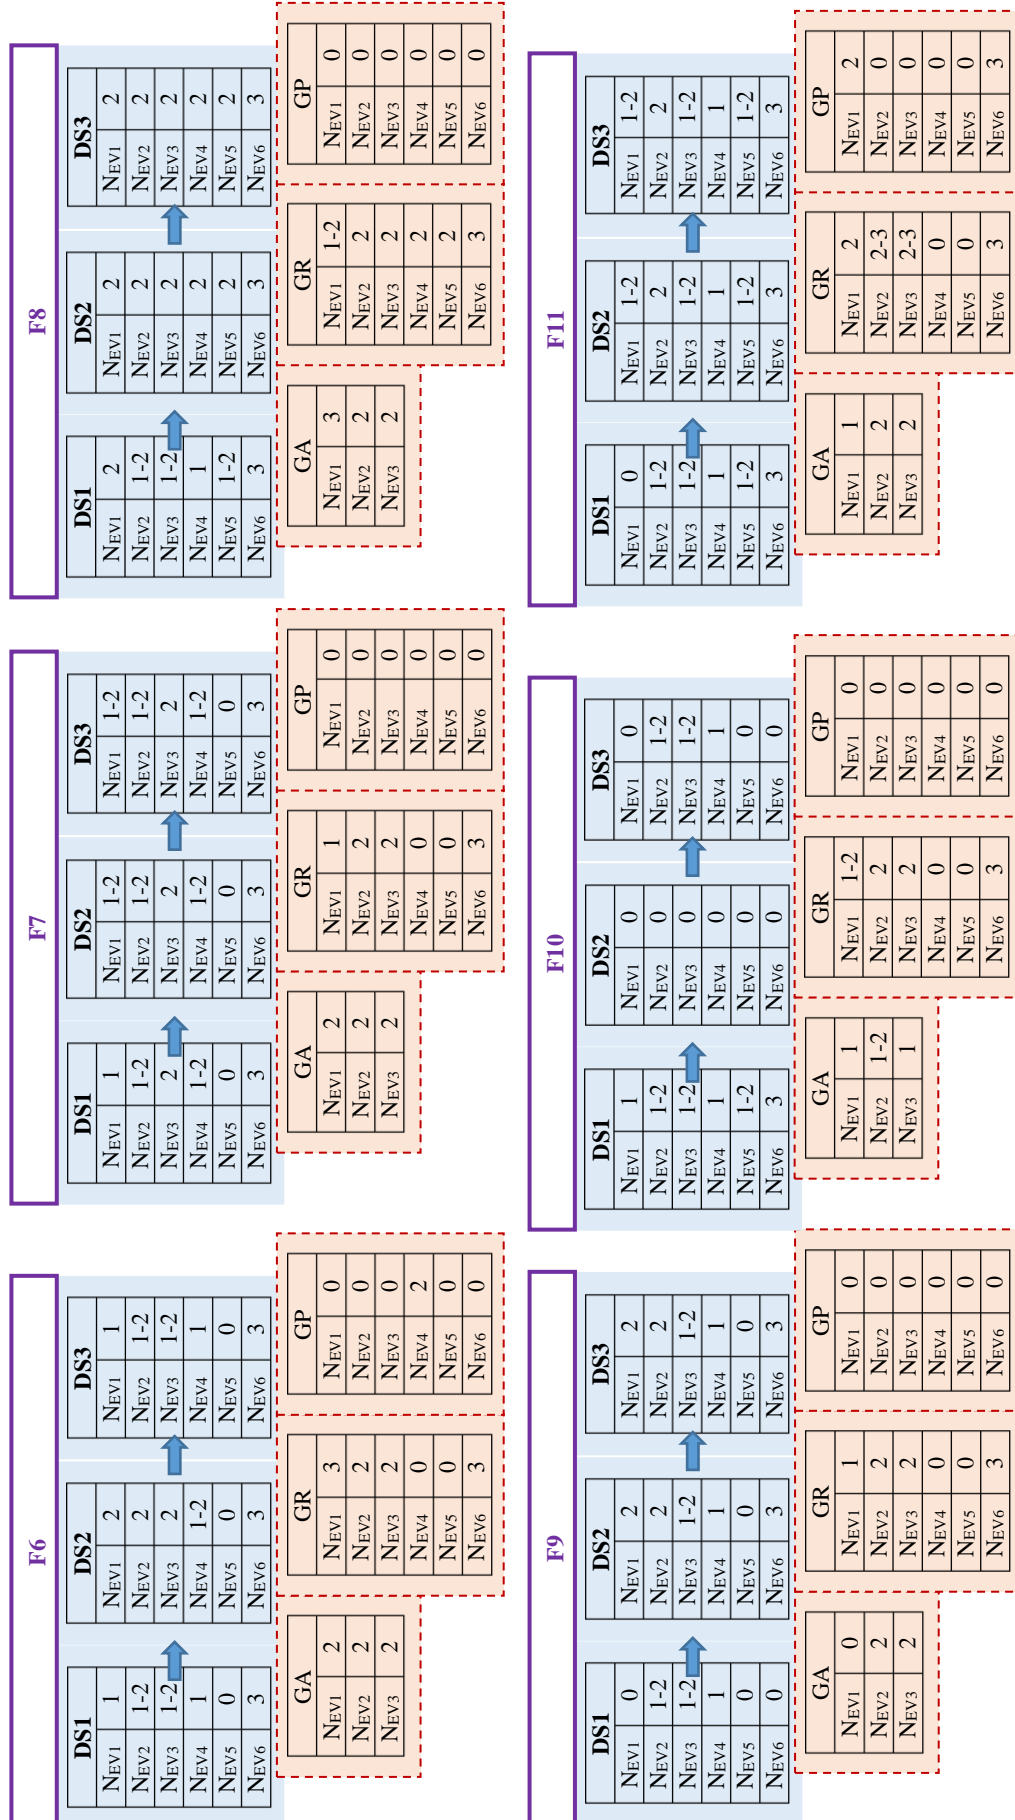 F6
DS1
NEV1 1
NEV2 1-2
NEV3 1-2
NEV4 1
NEV5 0
NEV6 3
DS2
NEV1 2
NEV2 2
NEV3 2
NEV4 1-2
NEV5 0
NEV6 3
DS3
NEV1 1
NEV2 1-2
NEV3 1-2
NEV4 1
NEV5 0
NEV6 3
GA
NEV1 2
NEV2 2
NEV3 2
GR
NEV1 3
NEV2 2
NEV3 2
NEV4 0
NEV5 0
NEV6 3
GP
NEV1 0
NEV2 0
NEV3 0
NEV4 2
NEV5 0
NEV6 0
F7
DS1
NEV1 1
NEV2 1-2
NEV3 2
NEV4 1-2
NEV5 0
NEV6 3
DS2
NEV1 1-2
NEV2 1-2
NEV3 2
NEV4 1-2
NEV5 0
NEV6 3
DS3
NEV1 1-2
NEV2 1-2
NEV3 2
NEV4 1-2
NEV5 0
NEV6 3
GA
NEV1 2
NEV2 2
NEV3 2
GR
NEV1 1
NEV2 2
NEV3 2
NEV4 0
NEV5 0
NEV6 3
GP
NEV1 0
NEV2 0
NEV3 0
NEV4 0
NEV5 0
NEV6 0
F8
DS1
NEV1 2
NEV2 1-2
NEV3 1-2
NEV4 1
NEV5 1-2
NEV6 3
DS2
NEV1 2
NEV2 2
NEV3 2
NEV4 2
NEV5 2
NEV6 3
DS3
NEV1 2
NEV2 2
NEV3 2
NEV4 2
NEV5 2
NEV6 3
GA
NEV1 3
NEV2 2
NEV3 2
GR
NEV1 1-2
NEV2 2
NEV3 2
NEV4 2
NEV5 2
NEV6 3
GP
NEV1 0
NEV2 0
NEV3 0
NEV4 0
NEV5 0
NEV6 0
F9
DS1
NEV1 0
NEV2 1-2
NEV3 1-2
NEV4 1
NEV5 0
NEV6 0
DS2
NEV1 2
NEV2 2
NEV3 1-2
NEV4 1
NEV5 0
NEV6 3
DS3
NEV1 2
NEV2 2
NEV3 1-2
NEV4 1
NEV5 0
NEV6 3
GA
NEV1 0
NEV2 2
NEV3 2
GR
NEV1 1
NEV2 2
NEV3 2
NEV4 0
NEV5 0
NEV6 3
GP
NEV1 0
NEV2 0
NEV3 0
NEV4 0
NEV5 0
NEV6 0
F10
DS1
NEV1 1
NEV2 1-2
NEV3 1-2
NEV4 1
NEV5 1-2
NEV6 3
DS2
NEV1 0
NEV2 0
NEV3 0
NEV4 0
NEV5 0
NEV6 0
DS3
NEV1 0
NEV2 1-2
NEV3 1-2
NEV4 1
NEV5 0
NEV6 0
GA
NEV1 1
NEV2 1-2
NEV3 1
GR
NEV1 1-2
NEV2 2
NEV3 2
NEV4 0
NEV5 0
NEV6 3
GP
NEV1 0
NEV2 0
NEV3 0
NEV4 0
NEV5 0
NEV6 0
F11
DS1
NEV1 0
NEV2 1-2
NEV3 1-2
NEV4 1
NEV5 1-2
NEV6 3
DS2
NEV1 1-2
NEV2 2
NEV3 1-2
NEV4 1
NEV5 1-2
NEV6 3
DS3
NEV1 1-2
NEV2 2
NEV3 1-2
NEV4 1
NEV5 1-2
NEV6 3
GA
NEV1 1
NEV2 2
NEV3 2
GR
NEV1 2
NEV2 2-3
NEV3 2-3
NEV4 0
NEV5 0
NEV6 3
GP
NEV1 2
NEV2 0
NEV3 0
NEV4 0
NEV5 0
NEV6 3